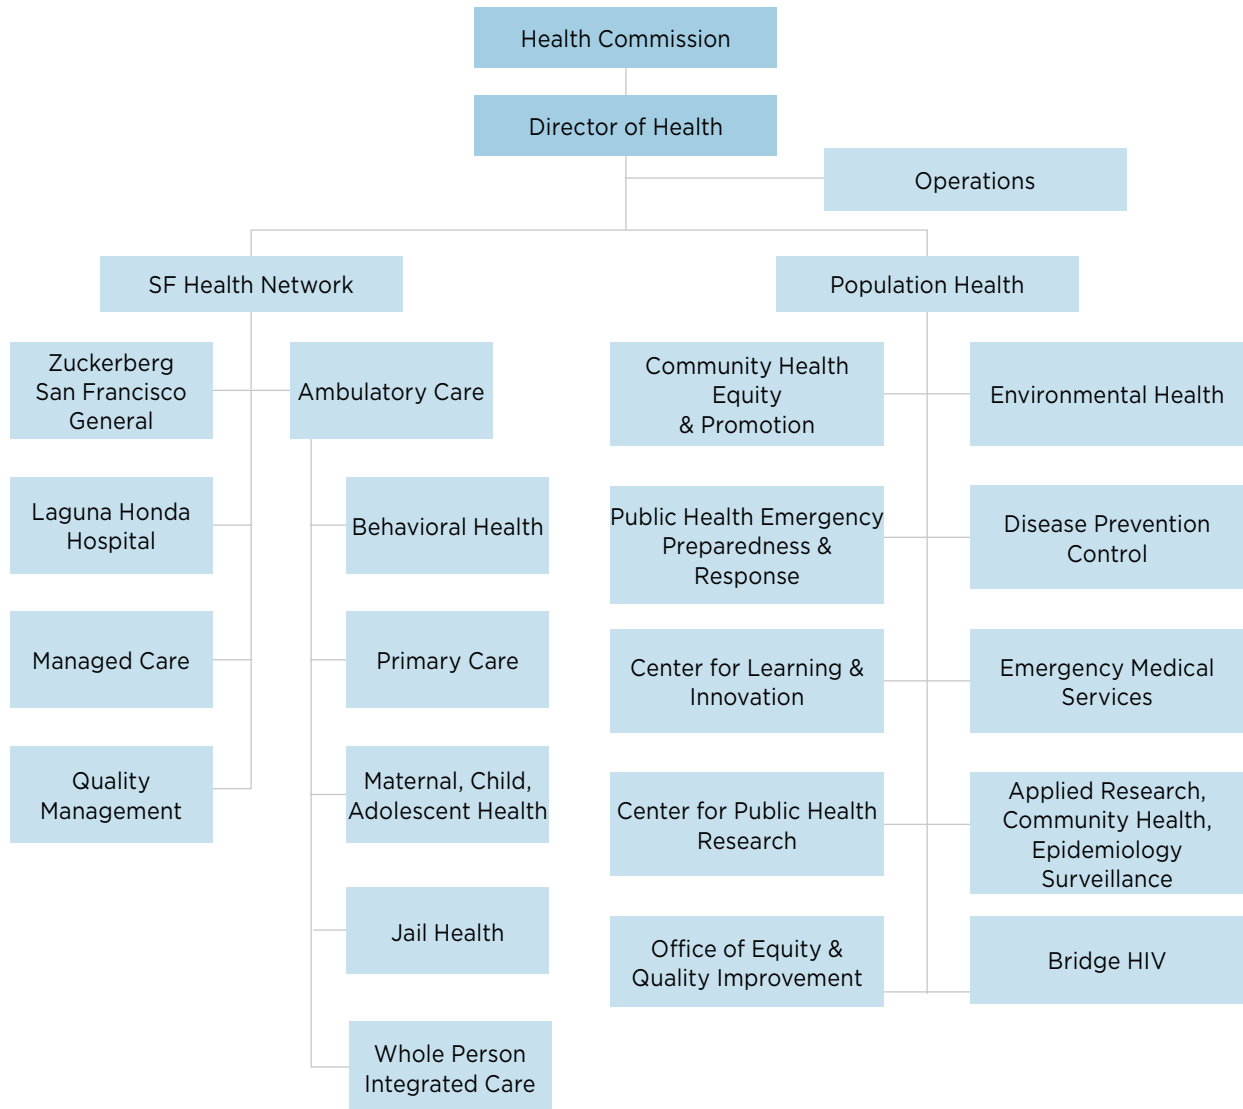 Health Commission
Director of Health
Operations
SF Health Network
Population Health
Zuckerberg
San Francisco
General
Ambulatory Care
Laguna Honda
Hospital
Behavioral Health
Managed Care
Primary Care
Quality
Management
Maternal, Child,
Adolescent Health
Jail Health
Whole Person
Integrated Care
Community Health
Equity
& Promotion
Environmental Health
Public Health Emergency
Preparedness &
Response
Disease Prevention
Control
Center for Learning &
Innovation
Emergency Medical
Services
Center for Public Health
Research
Applied Research,
Community Health,
Epidemiology
Surveillance
Office of Equity &
Quality Improvement
Bridge HIV